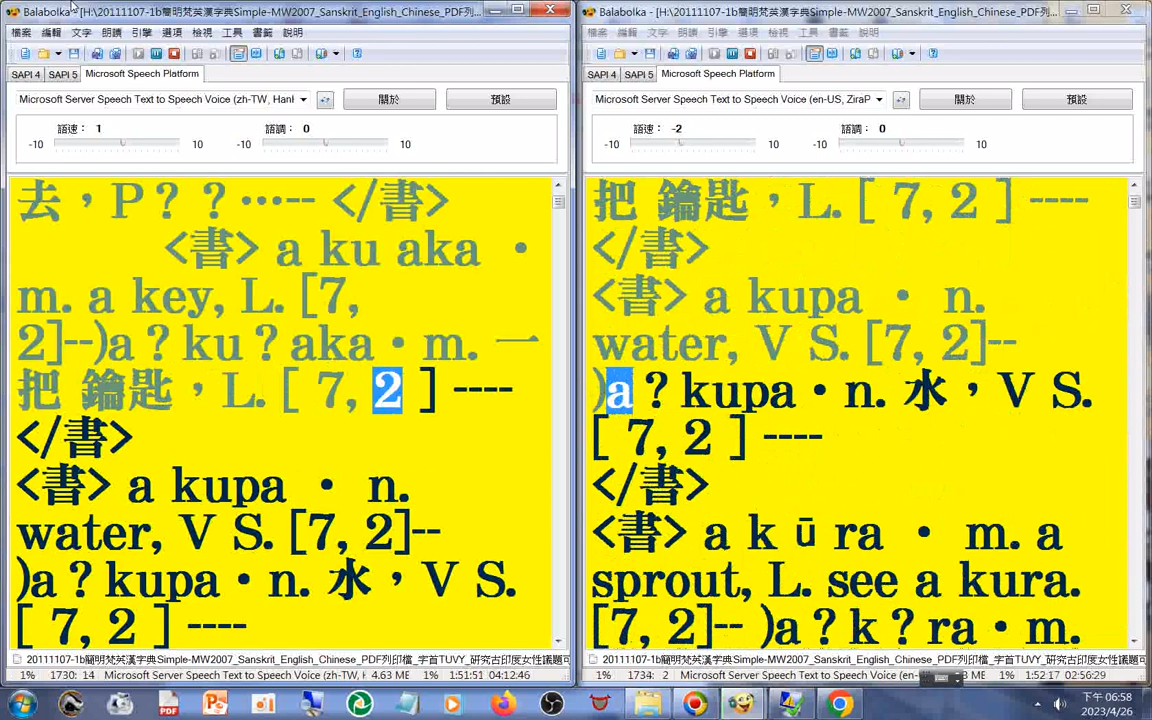 Balabolka - [H:\20111107-1b簡明梵英漢字典Simple-MW2007_Sanskrit_English_Chinese_PDF列...
檔案 編輯 文字 朗讀 引擎 選項 檢視 工具 書籤 說明
SAPI 4 SAPI 5 Microsoft Speech Platform
Microsoft Server Speech Text to Speech Voice (zh-TW, Han 關於 預設
語速： 1 語調： 0
-10 10 -10 10
去，P？？…-- </書>
<書> a ku aka •
m. a key, L. [7,
2]--)a？ku？aka•m. 一
把 鑰匙，L. [ 7, 2 ] ----
</書>
<書> a kupa • n.
water, V S. [7, 2]--
)a？kupa•n. 水，V S.
[ 7, 2 ] ----
20111107-1b簡明梵英漢字典Simple-MW2007_Sanskrit_English_Chinese_PDF列印檔_字首TUVY_研究古印度女性議題可
1% 1730: 14 Microsoft Server Speech Text to Speech Voice (zh-TW, 4.63 MB 1% 1:51:51 04:12:46
Balabolka - [H:\20111107-1b簡明梵英漢字典Simple-MW2007_Sanskrit_English_Chinese_PDF列印...
檔案 編輯 文字 朗讀 引擎 選項 檢視 工具 書籤 說明
SAPI 4 SAPI 5 Microsoft Speech Platform
Microsoft Server Speech Text to Speech Voice (en-US, ZiraP 關於 預設
語速： -2 語調： 0
-10 10 -10 10
把 鑰匙，L. [ 7, 2 ] ----
</書>
<書> a kupa • n.
water, V S. [7, 2]--
)a？kupa•n. 水，V S.
[ 7, 2 ] ----
</書>
<書> a k ū ra • m. a
sprout, L. see a kura.
[7, 2]-- )a？k？ra•m.
20111107-1b簡明梵英漢字典Simple-MW2007_Sanskrit_English_Chinese_PDF列印檔_字首TUVY_研究古印度女性議題可
1% 1734: 2 Microsoft Server Speech Text to Speech Voice MB 1% 1:52:17 02:56:29
PDF
下午 06:58
2023/4/26